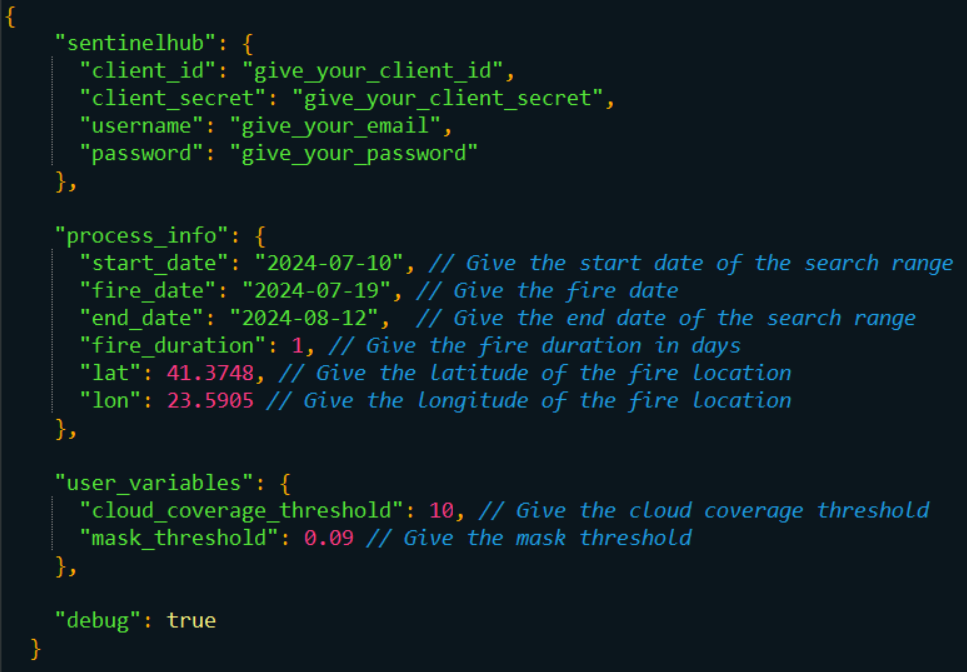 {
"sentinelhub": {
"client_id": "give_your_client_id",
"client_secret": "give_your_client_secret",
"username": "give_your_email",
"password": "give_your_password"
},
"process_info": {
"start_date": "2024-07-10", // Give the start date of the search range
"fire_date": "2024-07-19", // Give the fire date
"end_date": "2024-08-12",  // Give the end date of the search range
"fire_duration": 1, // Give the fire duration in days
"lat": 41.3748, // Give the latitude of the fire location
"lon": 23.5905 // Give the longitude of the fire location
},
"user_variables": {
"cloud_coverage_threshold": 10, // Give the cloud coverage threshold
"mask_threshold": 0.09 // Give the mask threshold
},
"debug": true
}